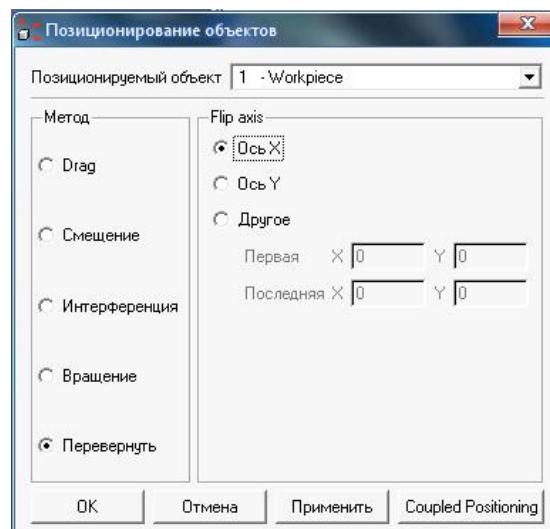 Позиционирование объектов
Позиционируемый объект 1 - Workpiece
Метод
Drag
Смещение
Интерференция
Вращение
Перевернуть
Flip axis
Ось X
Ось Y
Другое
Первая X 0 Y 0
Последняя X 0 Y 0
OK Отмена Применить Coupled Positioning